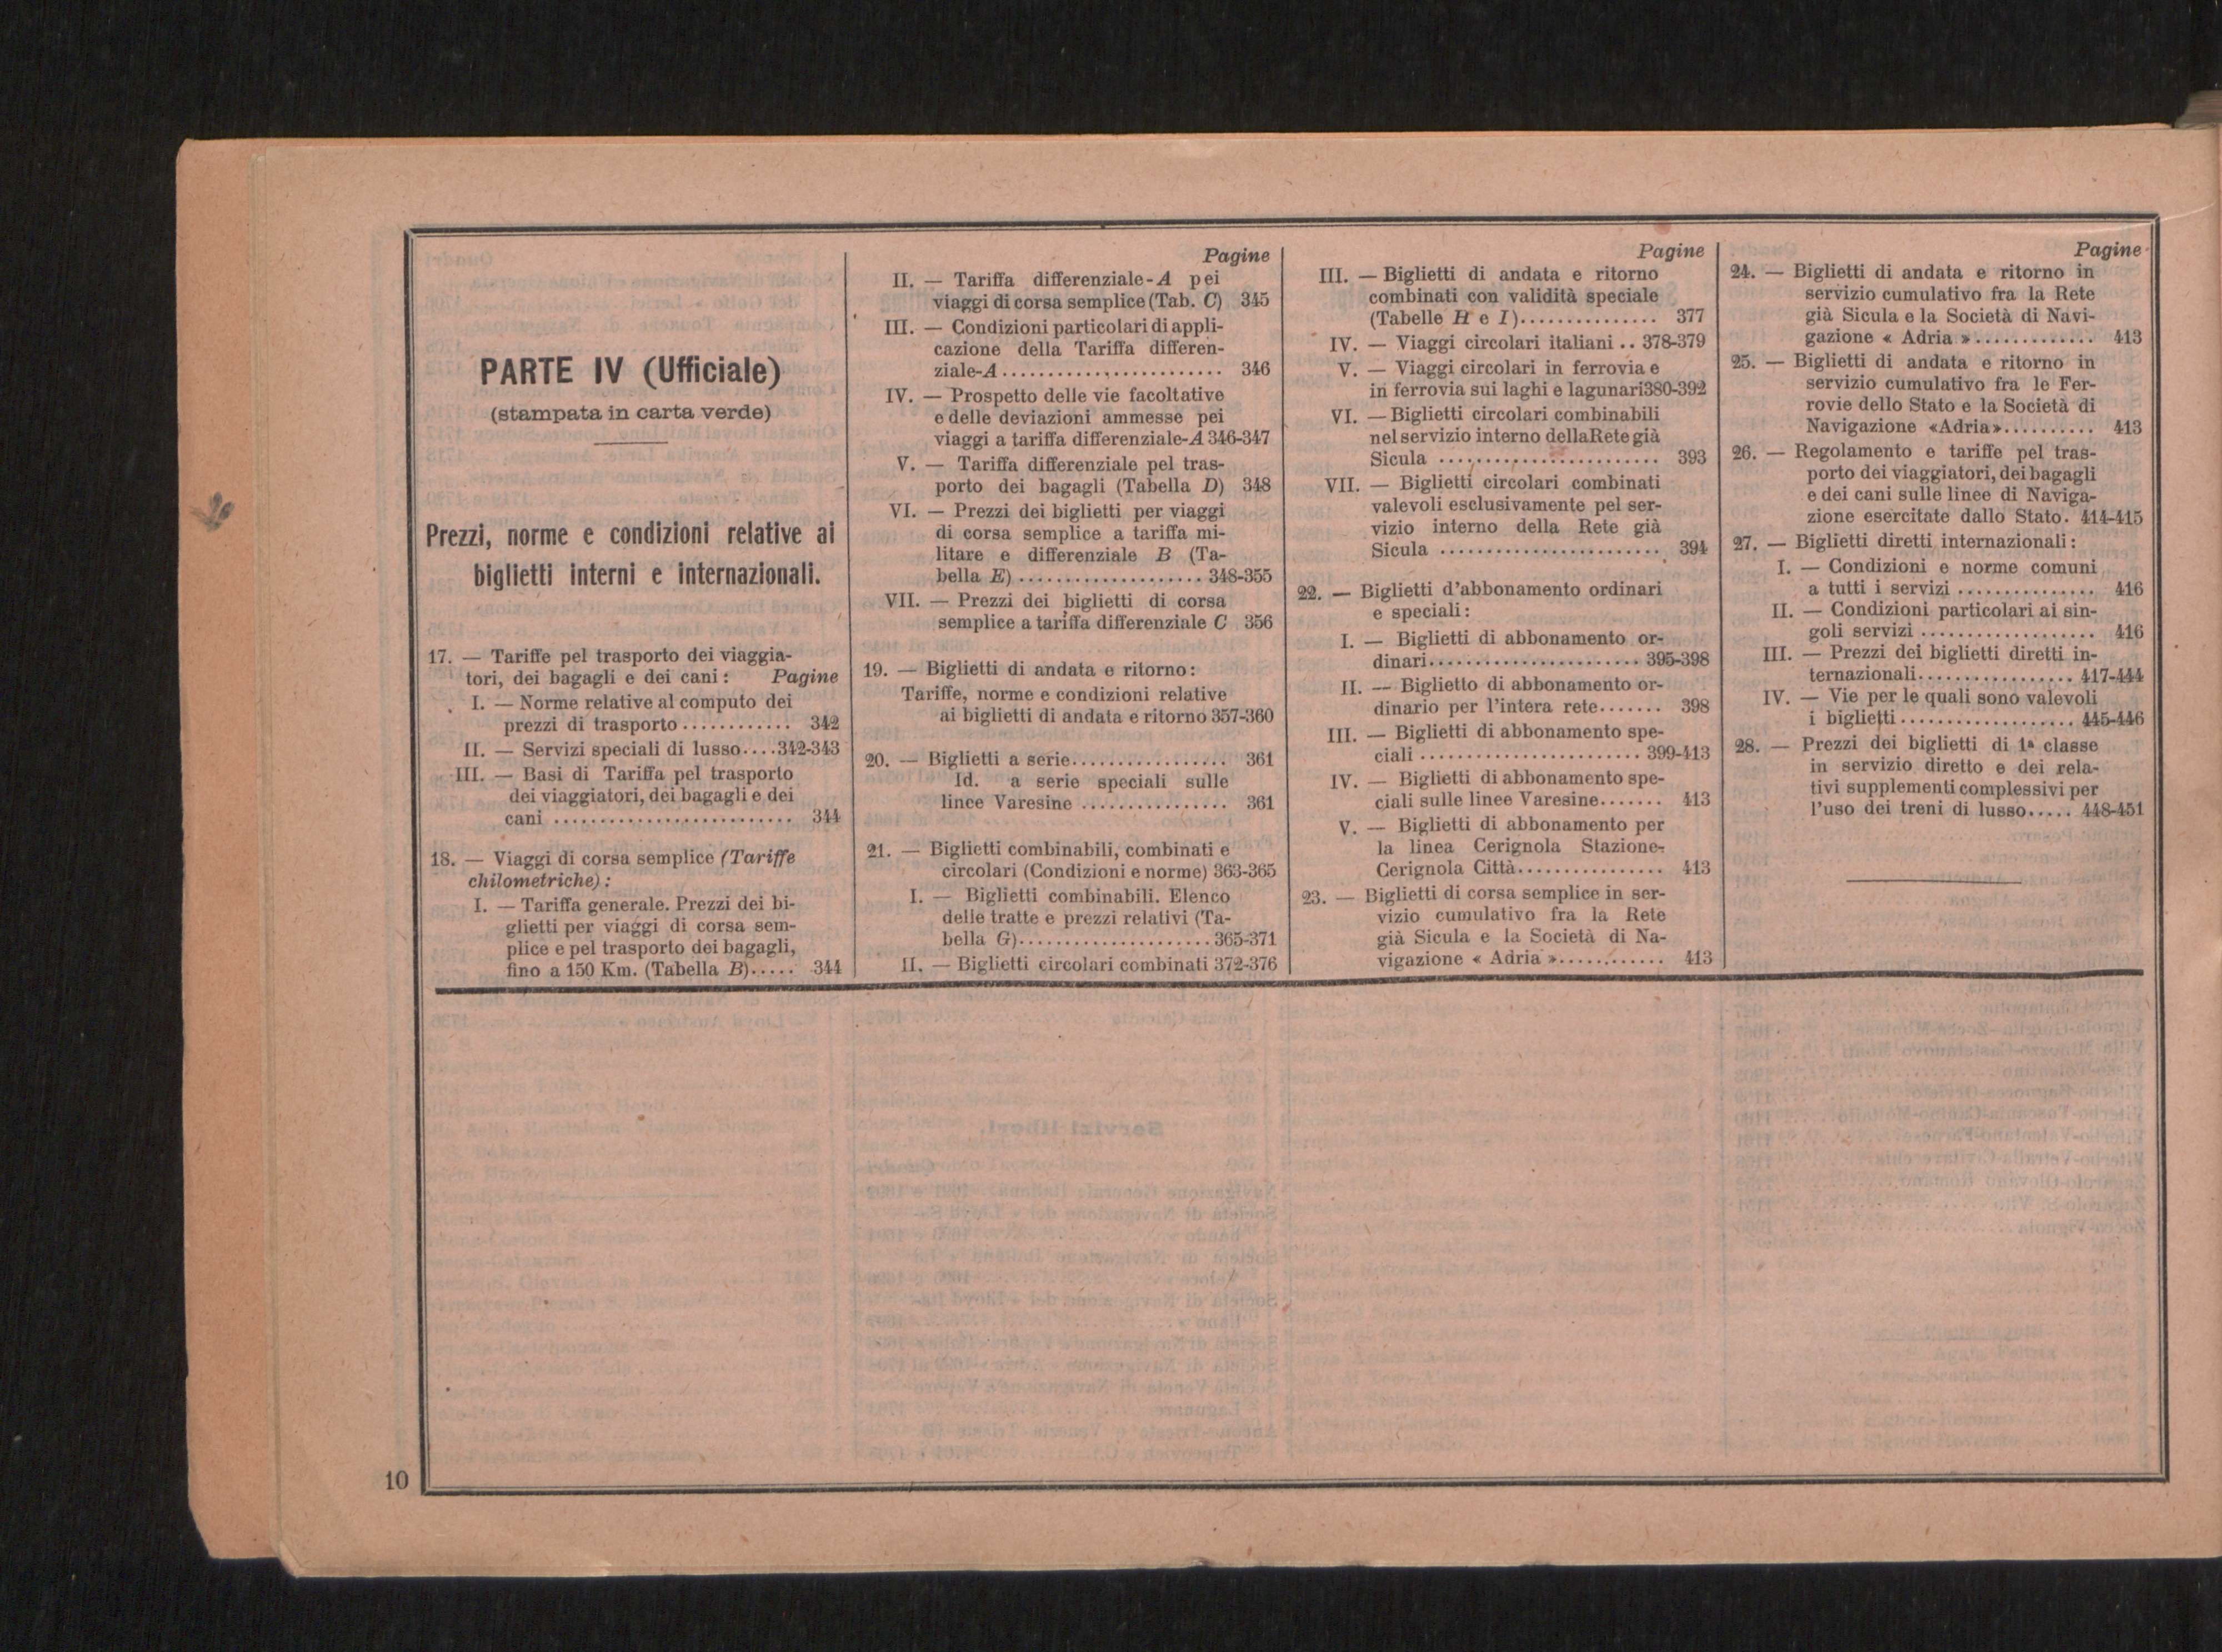 PARTE IV (Ufficiale)
(stampata in carta verde)
Prezzi, norme e condizioni relative ai
biglietti interni e internazionali.
17. — Tariffe pel trasporto dei viaggia-
tori, dei bagagli e dei cani: Pagine
I. — Norme relative al computo dei
prezzi di trasporto ............ 342
II. — Servizi speciali di lusso....342-343
III. — Basi di Tariffa pel trasporto
dei viaggiatori, dei bagagli e dei
cani .......................... 344
18. — Viaggi di corsa semplice (Tariffe
chilometriche):
I. — Tariffa generale. Prezzi dei bi-
glietti per viaggi di corsa sem-
plice e pel trasporto dei bagagli,
fino a 150 Km. (Tabella B)..... 344
Pagine
II. — Tariffa differenziale-A pei
viaggi di corsa semplice (Tab. C) 345
III. — Condizioni particolari di appli-
cazione della Tariffa differen-
ziale-A ........................ 346
IV. — Prospetto delle vie facoltative
e delle deviazioni ammesse pei
viaggi a tariffa differenziale-A 346-347
V. — Tariffa differenziale pel tras-
porto dei bagagli (Tabella D) 348
VI. — Prezzi dei biglietti per viaggi
di corsa semplice a tariffa mi-
litare e differenziale B (Ta-
bella E) .................... 348-355
VII. — Prezzi dei biglietti di corsa
semplice a tariffa differenziale C 356
19. — Biglietti di andata e ritorno:
Tariffe, norme e condizioni relative
ai biglietti di andata e ritorno 357-360
20. — Biglietti a serie................. 361
Id. a serie speciali sulle
linee Varesine ................ 361
21. — Biglietti combinabili, combinati e
circolari (Condizioni e norme) 363-365
I. — Biglietti combinabili. Elenco
delle tratte e prezzi relativi (Ta-
bella G).....................365-371
II. — Biglietti circolari combinati 372-376
Pagine
III. — Biglietti di andata e ritorno
combinati con validità speciale
(Tabelle H e I)............... 377
IV. — Viaggi circolari italiani .. 378-379
V. — Viaggi circolari in ferrovia e
in ferrovia sui laghi e lagunari380-392
VI. — Biglietti circolari combinabili
nel servizio interno dellaRete già
Sicula ........................ 393
VII. — Biglietti circolari combinati
valevoli esclusivamente pel ser-
vizio interno della Rete già
Sicula ........................ 394
22. — Biglietti d'abbonamento ordinari
e speciali:
I. — Biglietti di abbonamento or-
dinari....................... 395-398
II. — Biglietto di abbonamento or-
dinario per l'intera rete....... 398
III. — Biglietti di abbonamento spe-
ciali ........................ 399-413
IV. — Biglietti di abbonamento spe-
ciali sulle linee Varesine....... 413
V. — Biglietti di abbonamento per
la linea Cerignola Stazione-
Cerignola Città................ 413
23. — Biglietti di corsa semplice in ser-
vizio cumulativo fra la Rete
già Sicula e la Società di Na-
vigazione « Adria »............ 413
Pagine
24. — Biglietti di andata e ritorno in
servizio cumulativo fra la Rete
già Sicula e la Società di Navi-
gazione « Adria »............. 413
25. — Biglietti di andata e ritorno in
servizio cumulativo fra le Fer-
rovie dello Stato e la Società di
Navigazione «Adria».......... 413
26. — Regolamento e tariffe pel tras-
porto dei viaggiatori, dei bagagli
e dei cani sulle linee di Naviga-
zione esercitate dallo Stato. 414-415
27. — Biglietti diretti internazionali:
I. — Condizioni e norme comuni
a tutti i servizi ............... 416
II. — Condizioni particolari ai sin-
goli servizi ................... 416
III. — Prezzi dei biglietti diretti in-
ternazionali................. 417-444
IV. — Vie per le quali sono valevoli
i biglietti ................... 445-446
28. — Prezzi dei biglietti di 1ª classe
in servizio diretto e dei rela-
tivi supplementi complessivi per
l'uso dei treni di lusso..... 448-451
10